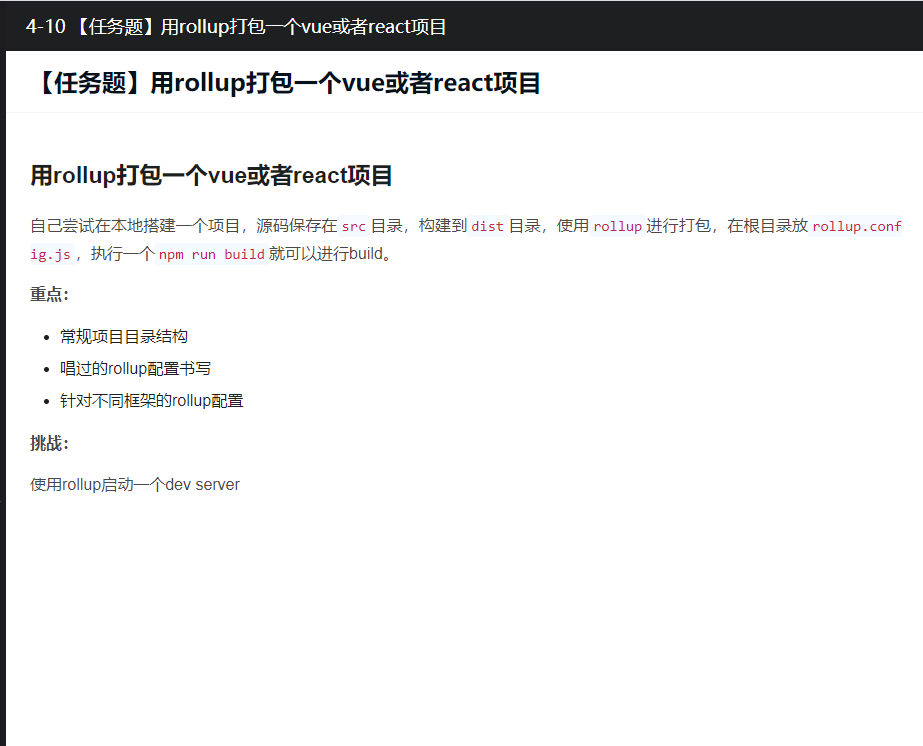 4-10 【任务题】用rollup打包一个vue或者react项目
【任务题】用rollup打包一个vue或者react项目
用rollup打包一个vue或者react项目
自己尝试在本地搭建一个项目，源码保存在 src 目录，构建到 dist 目录，使用 rollup 进行打包，在根目录放 rollup.conf
ig.js ，执行一个 npm run build 就可以进行build。
重点：
常规项目目录结构
唱过的rollup配置书写
针对不同框架的rollup配置
挑战：
使用rollup启动一个dev server